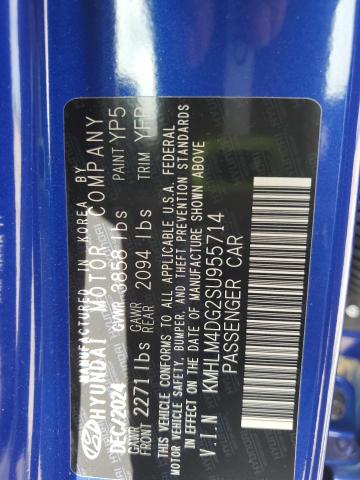 MANUFACTURED IN KOREA BY
HYUNDAI MOTOR COMPANY
DEC/2024 GVWR 3858 lbs PAINT YP5
GAWR FRONT 2271 lbs GAWR REAR 2094 lbs TRIM YFR
THIS VEHICLE CONFORMS TO ALL APPLICABLE U.S.A. FEDERAL
MOTOR VEHICLE SAFETY, BUMPER, AND THEFT PREVENTION STANDARDS
IN EFFECT ON THE DATE OF MANUFACTURE SHOWN ABOVE
V.I.N KMHLM4DG2SU955714
PASSENGER CAR